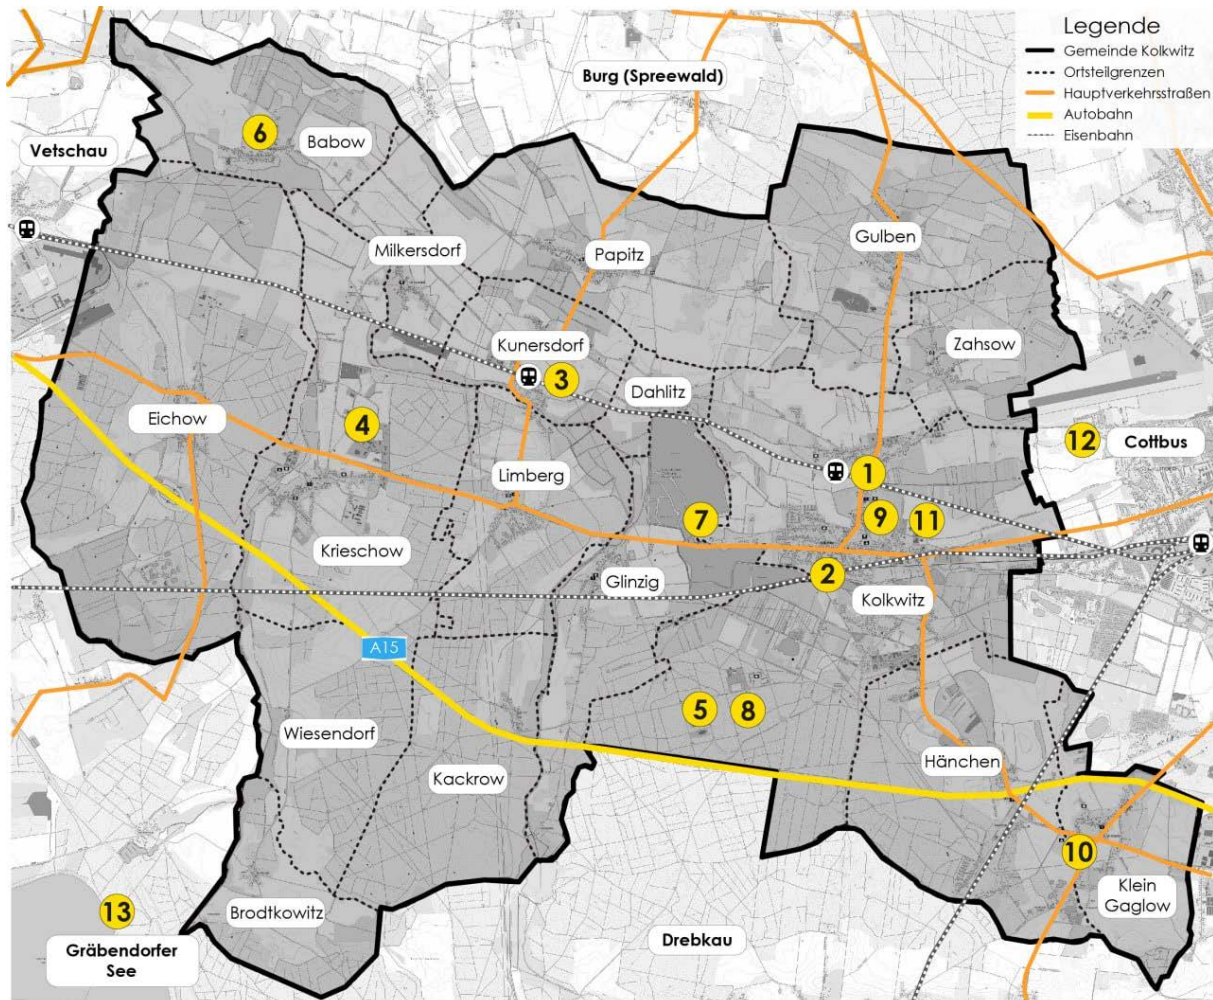 Legende
Gemeinde Kolkwitz
Ortsteilgrenzen
Hauptverkehrsstraßen
Autobahn
Eisenbahn
Burg (Spreewald)
6
Babow
Vetschau
Milkersdorf
Papitz
Gulben
Kunersdorf
Zahsow
3
Dahlitz
Eichow
4
12
Cottbus
Limberg
1
7
9
11
Krieschow
Glinzig
2
Kolkwitz
A15
5
8
Wiesendorf
Kackrow
Hänchen
10
Klein
Gaglow
13
Brodtkowitz
Gräbendorfer
See
Drebkau